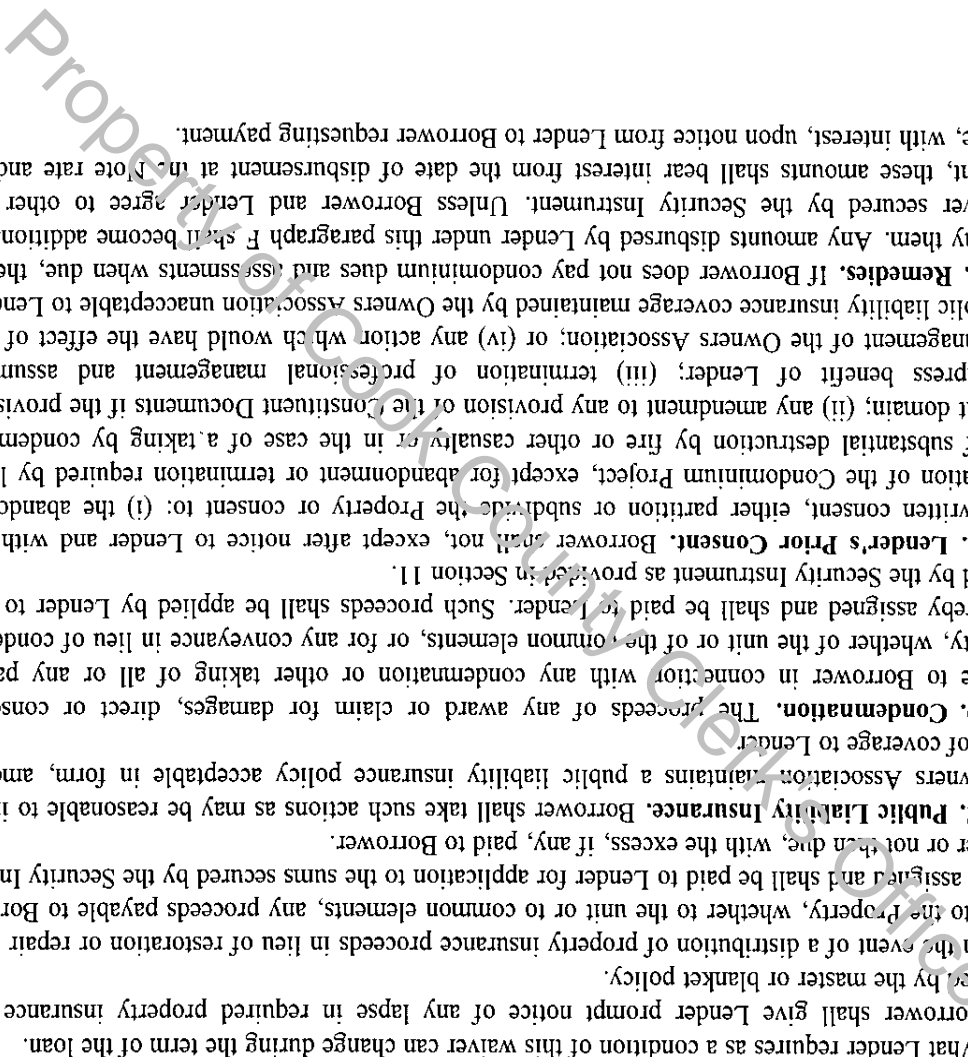 What Lender requires as a condition of this waiver can change during the term of the loan.
orrower shall give Lender prompt notice of any lapse in required property insurance
ed by the master or blanket policy.
n the event of a distribution of property insurance proceeds in lieu of restoration or repair
to the Property, whether to the unit or to common elements, any proceeds payable to Bor
assigned and shall be paid to Lender for application to the sums secured by the Security In
er or not then due, with the excess, if any, paid to Borrower.
. Public Liability Insurance. Borrower shall take such actions as may be reasonable to i
wners Association maintains a public liability insurance policy acceptable in form, am
of coverage to Lender.
. Condemnation. The proceeds of any award or claim for damages, direct or conse
e to Borrower in connection with any condemnation or other taking of all or any pa
ty, whether of the unit or of the common elements, or for any conveyance in lieu of conde
reby assigned and shall be paid to Lender. Such proceeds shall be applied by Lender to
d by the Security Instrument as provided in Section 11.
. Lender's Prior Consent. Borrower shall not, except after notice to Lender and with
written consent, either partition or subdivide the Property or consent to: (i) the abando
nation of the Condominium Project, except for abandonment or termination required by l
f substantial destruction by fire or other casualty or in the case of a taking by condem
t domain; (ii) any amendment to any provision of the Constituent Documents if the provis
press benefit of Lender; (iii) termination of professional management and assum
nagement of the Owners Association; or (iv) any action which would have the effect of
blic liability insurance coverage maintained by the Owners Association unacceptable to Lend
. Remedies. If Borrower does not pay condominium dues and assessments when due, the
y them. Any amounts disbursed by Lender under this paragraph F shall become addition
wer secured by the Security Instrument. Unless Borrower and Lender agree to other
nt, these amounts shall bear interest from the date of disbursement at the Note rate and
e, with interest, upon notice from Lender to Borrower requesting payment.
Property of Cook County Clerk's Office